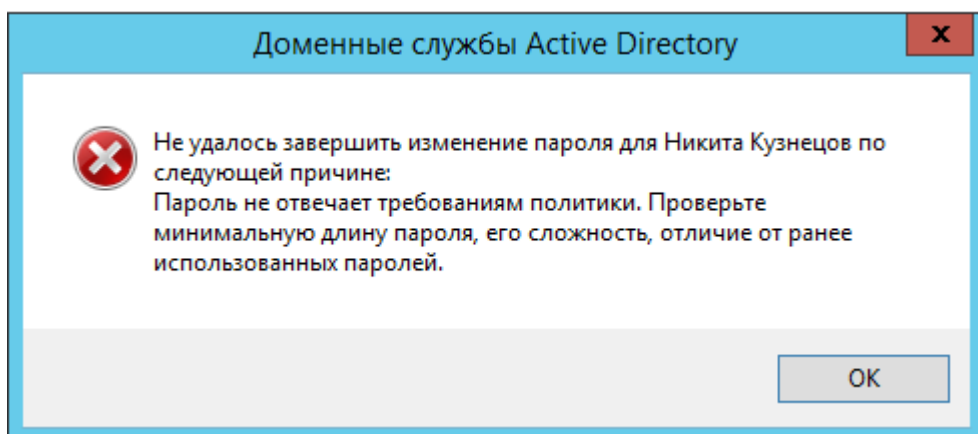 Доменные службы Active Directory
x
Не удалось завершить изменение пароля для Никита Кузнецов по
следующей причине:
Пароль не отвечает требованиям политики. Проверьте
минимальную длину пароля, его сложность, отличие от ранее
использованных паролей.
OK